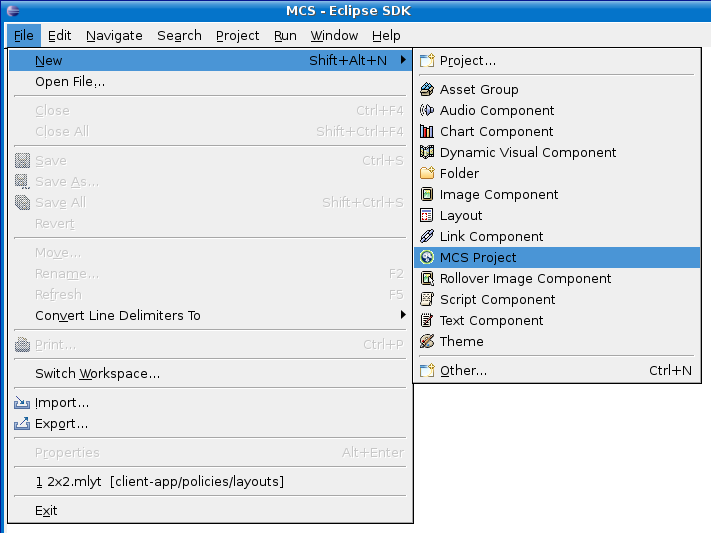 MCS - Eclipse SDK
File Edit Navigate Search Project Run Window Help
New Shift+Alt+N
Open File...
Close Ctrl+F4
Close All Shift+Ctrl+F4
Save Ctrl+S
Save As...
Save All Shift+Ctrl+S
Revert
Move...
Rename... F2
Refresh F5
Convert Line Delimiters To
Print... Ctrl+P
Switch Workspace...
Import...
Export...
Properties Alt+Enter
1 2x2.mlyt [client-app/policies/layouts]
Exit
Project...
Asset Group
Audio Component
Chart Component
Dynamic Visual Component
Folder
Image Component
Layout
Link Component
MCS Project
Rollover Image Component
Script Component
Text Component
Theme
Other... Ctrl+N